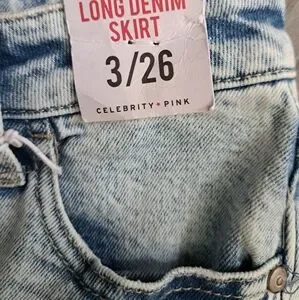 LONG DENIM
SKIRT
3/26
CELEBRITY ★ PINK